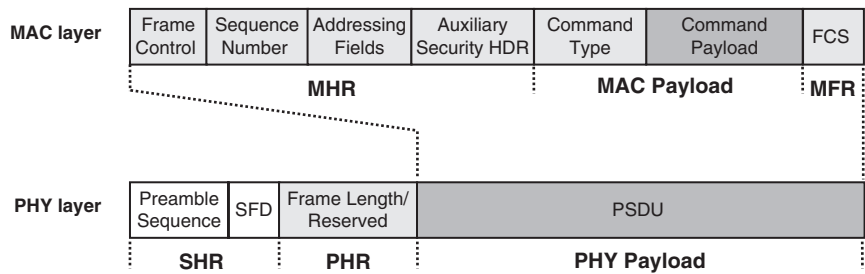 MAC layer
Frame
Control
Sequence
Number
Addressing
Fields
Auxiliary
Security HDR
Command
Type
Command
Payload
FCS
MHR
MAC Payload
MFR
PHY layer
Preamble
Sequence
SFD
Frame Length/
Reserved
PSDU
SHR
PHR
PHY Payload